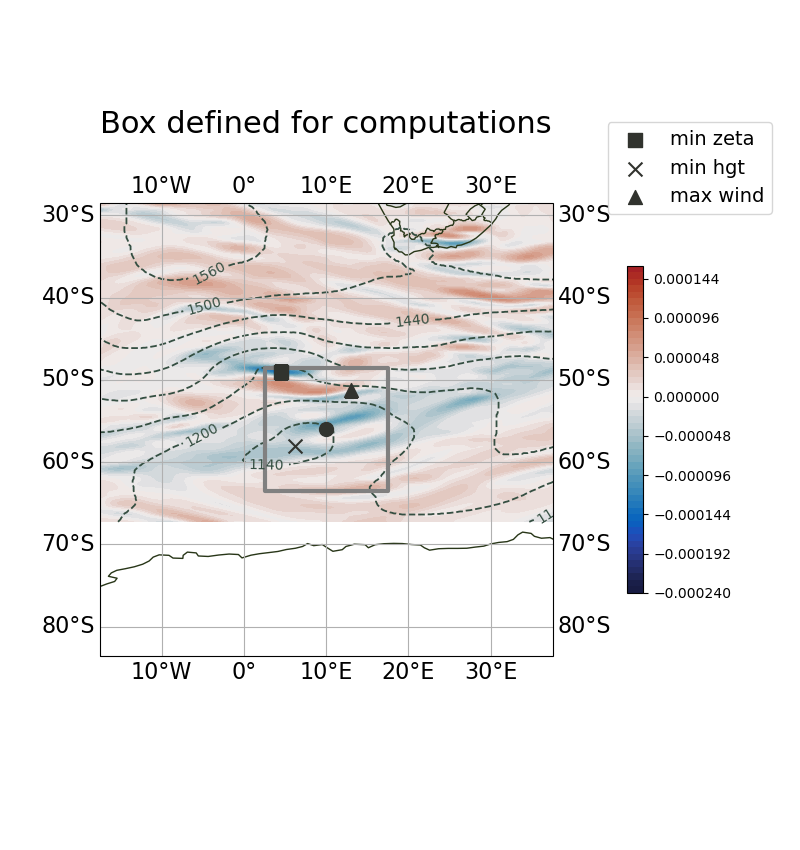 Box defined for computations
min zeta
min hgt
max wind
10°W 0° 10°E 20°E 30°E
30°S 30°S
40°S
50°S
60°S
70°S
80°S 80°S
10°W 0° 10°E 20°E 30°E
1560
1500
1440
1200
1140
11
0.000144
0.000096
0.000048
0.000000
−0.000048
−0.000096
−0.000144
−0.000192
−0.000240
40°S
50°S
60°S
70°S